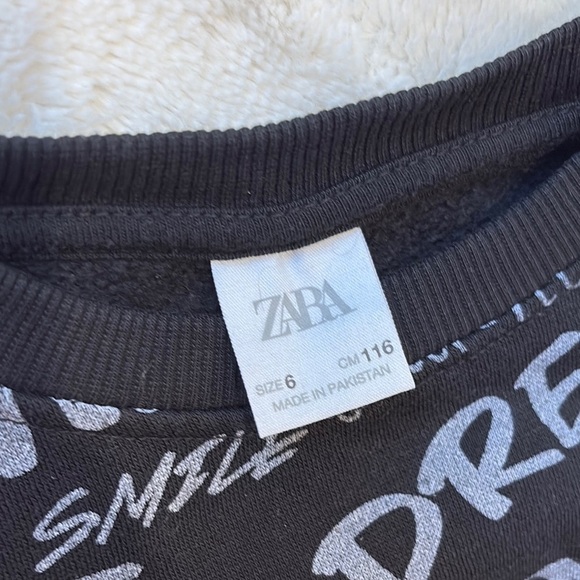 ZARA
SIZE 6 CM 116
MADE IN PAKISTAN
SMILE
DRE